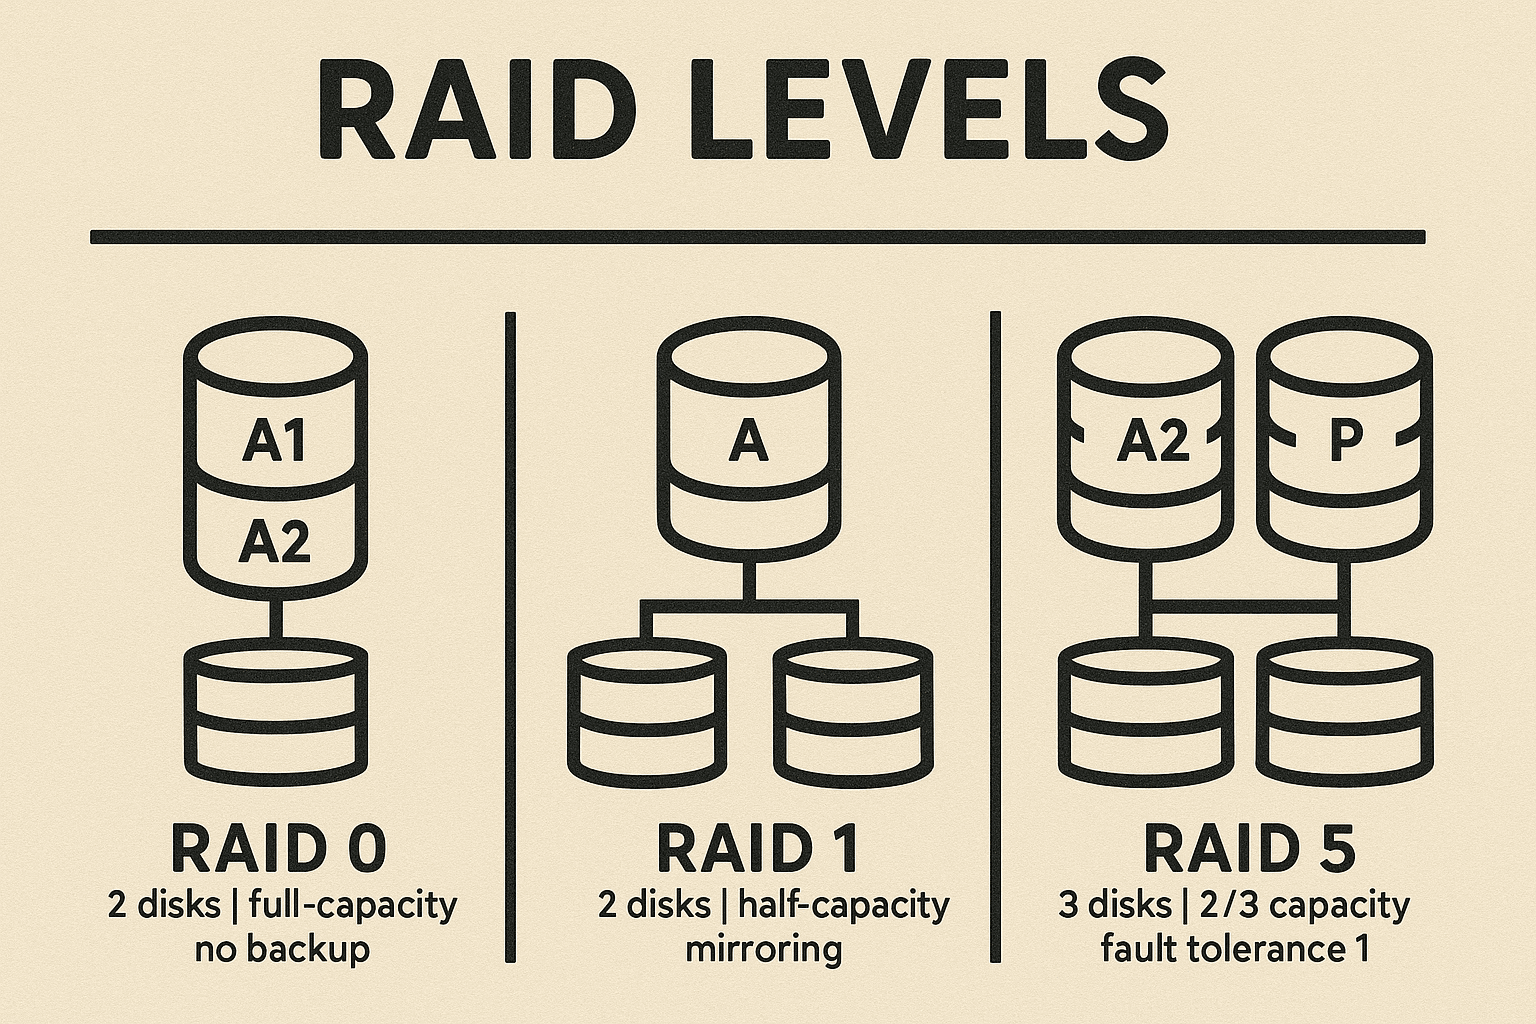 RAID LEVELS
A1
A2
RAID 0
2 disks | full-capacity
no backup
A
RAID 1
2 disks | half-capacity
mirroring
A2
P
RAID 5
3 disks | 2/3 capacity
fault tolerance 1